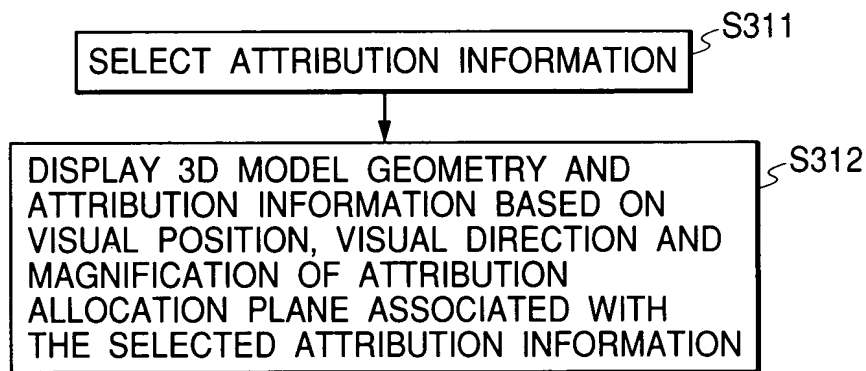 S311
SELECT ATTRIBUTION INFORMATION
S312
DISPLAY 3D MODEL GEOMETRY AND
ATTRIBUTION INFORMATION BASED ON
VISUAL POSITION, VISUAL DIRECTION AND
MAGNIFICATION OF ATTRIBUTION
ALLOCATION PLANE ASSOCIATED WITH
THE SELECTED ATTRIBUTION INFORMATION